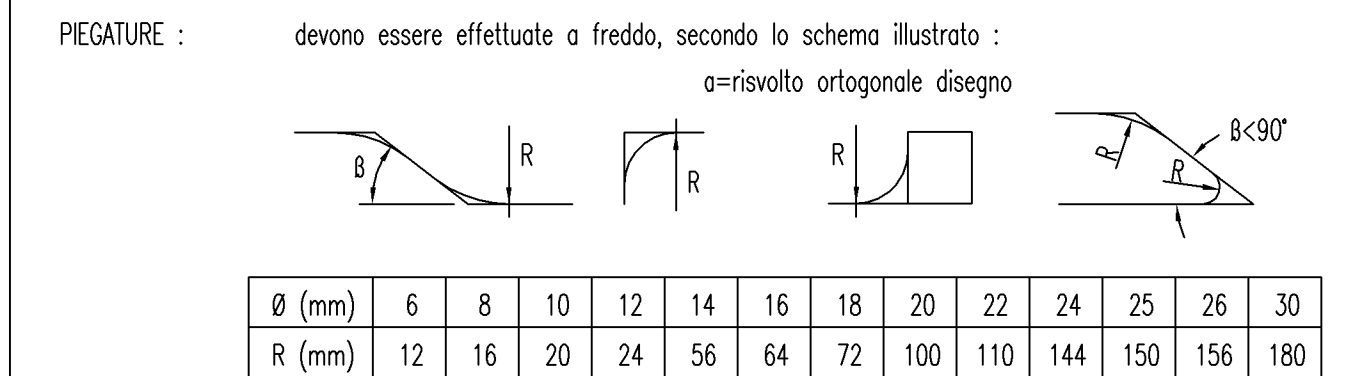 PIEGATURE : devono essere effettuate a freddo, secondo lo schema illustrato :
a=risvolto ortogonale disegno
ß R R R R R ß<90°
Ø (mm) 6 8 10 12 14 16 18 20 22 24 25 26 30
R (mm) 12 16 20 24 56 64 72 100 110 144 150 156 180